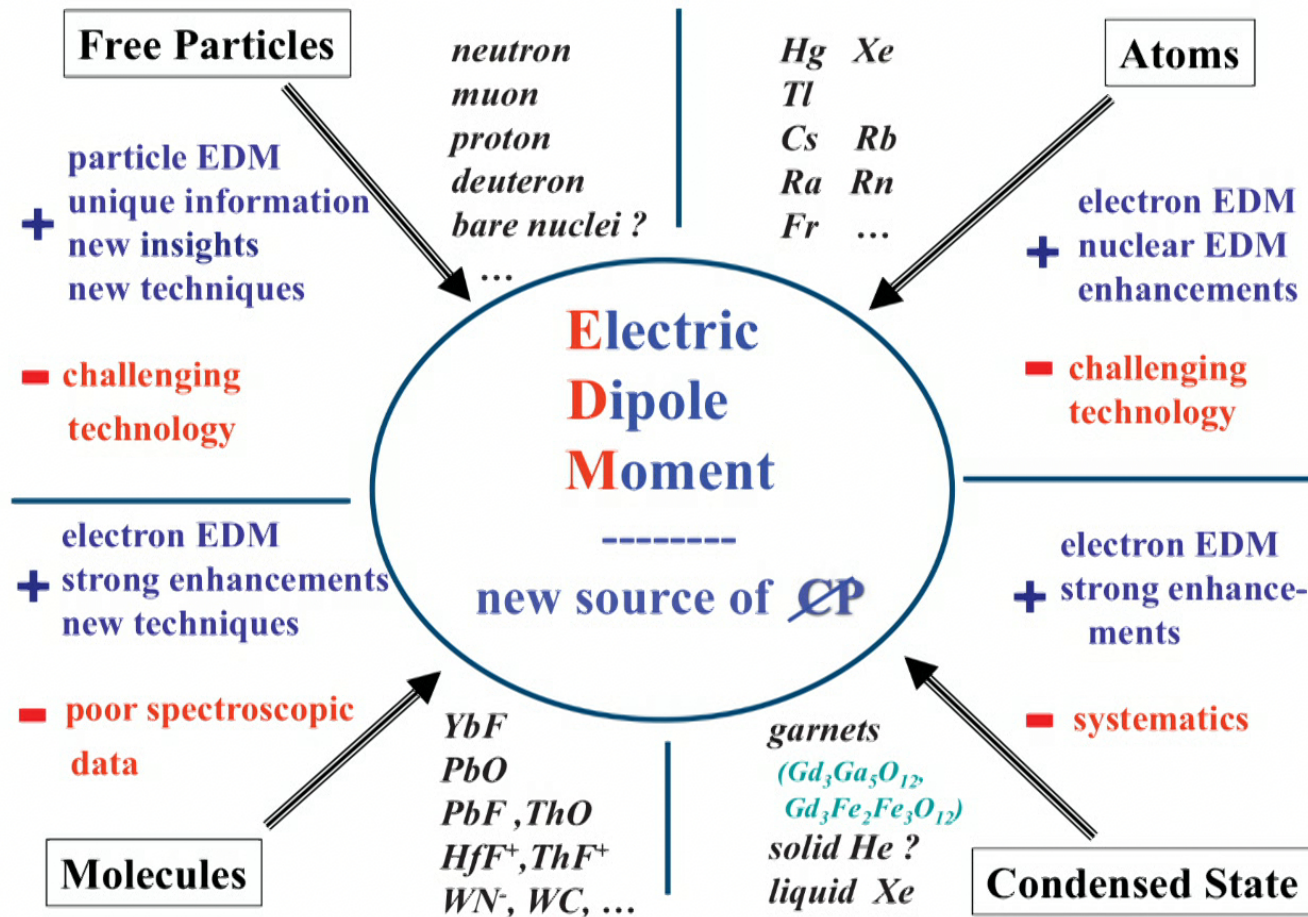 Free Particles
neutron
muon
proton
deuteron
bare nuclei ?
...
+ particle EDM
unique information
new insights
new techniques
- challenging
technology
Hg Xe
Tl
Cs Rb
Ra Rn
Fr ...
Atoms
+ electron EDM
nuclear EDM
enhancements
- challenging
technology
Electric
Dipole
Moment
--------
new source of C̸P̸
+ electron EDM
strong enhancements
new techniques
- poor spectroscopic
data
Molecules
YbF
PbO
PbF ,ThO
HfF⁺,ThF⁺
WN⁻, WC, ...
garnets
(Gd₃Ga₅O₁₂,
Gd₃Fe₂Fe₃O₁₂)
solid He ?
liquid Xe
+ electron EDM
strong enhance-
ments
- systematics
Condensed State